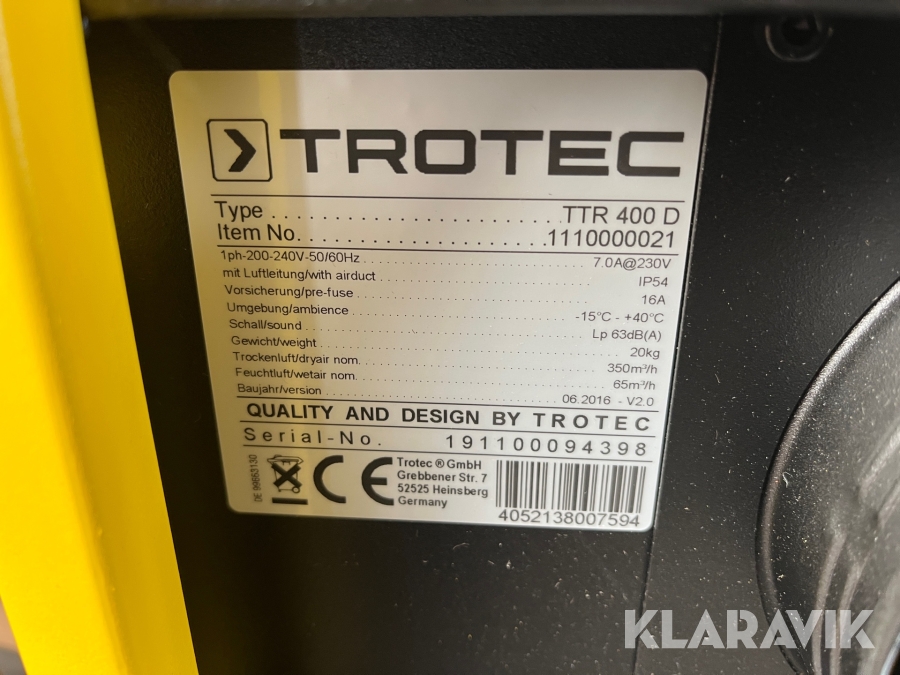 TROTEC
Type ........................ TTR 400 D
Item No. ........................ 1110000021
1ph-200-240V-50/60Hz ........................ 7.0A@230V
mit Luftleitung/with airduct ........................ IP54
Vorsicherung/pre-fuse ........................ 16A
Umgebung/ambience ........................ -15°C - +40°C
Schall/sound ........................ Lp 63dB(A)
Gewicht/weight ........................ 20kg
Trockenluft/dryair nom. ........................ 350m³/h
Feuchtluft/wetair nom. ........................ 65m³/h
Baujahr/version ........................ 06.2016 - V2.0
QUALITY AND DESIGN BY TROTEC
Serial-No. 191100094398
DE 99863130
CE
Trotec ® GmbH
Grebbener Str. 7
52525 Heinsberg
Germany
4052138007594
KLARAVIK